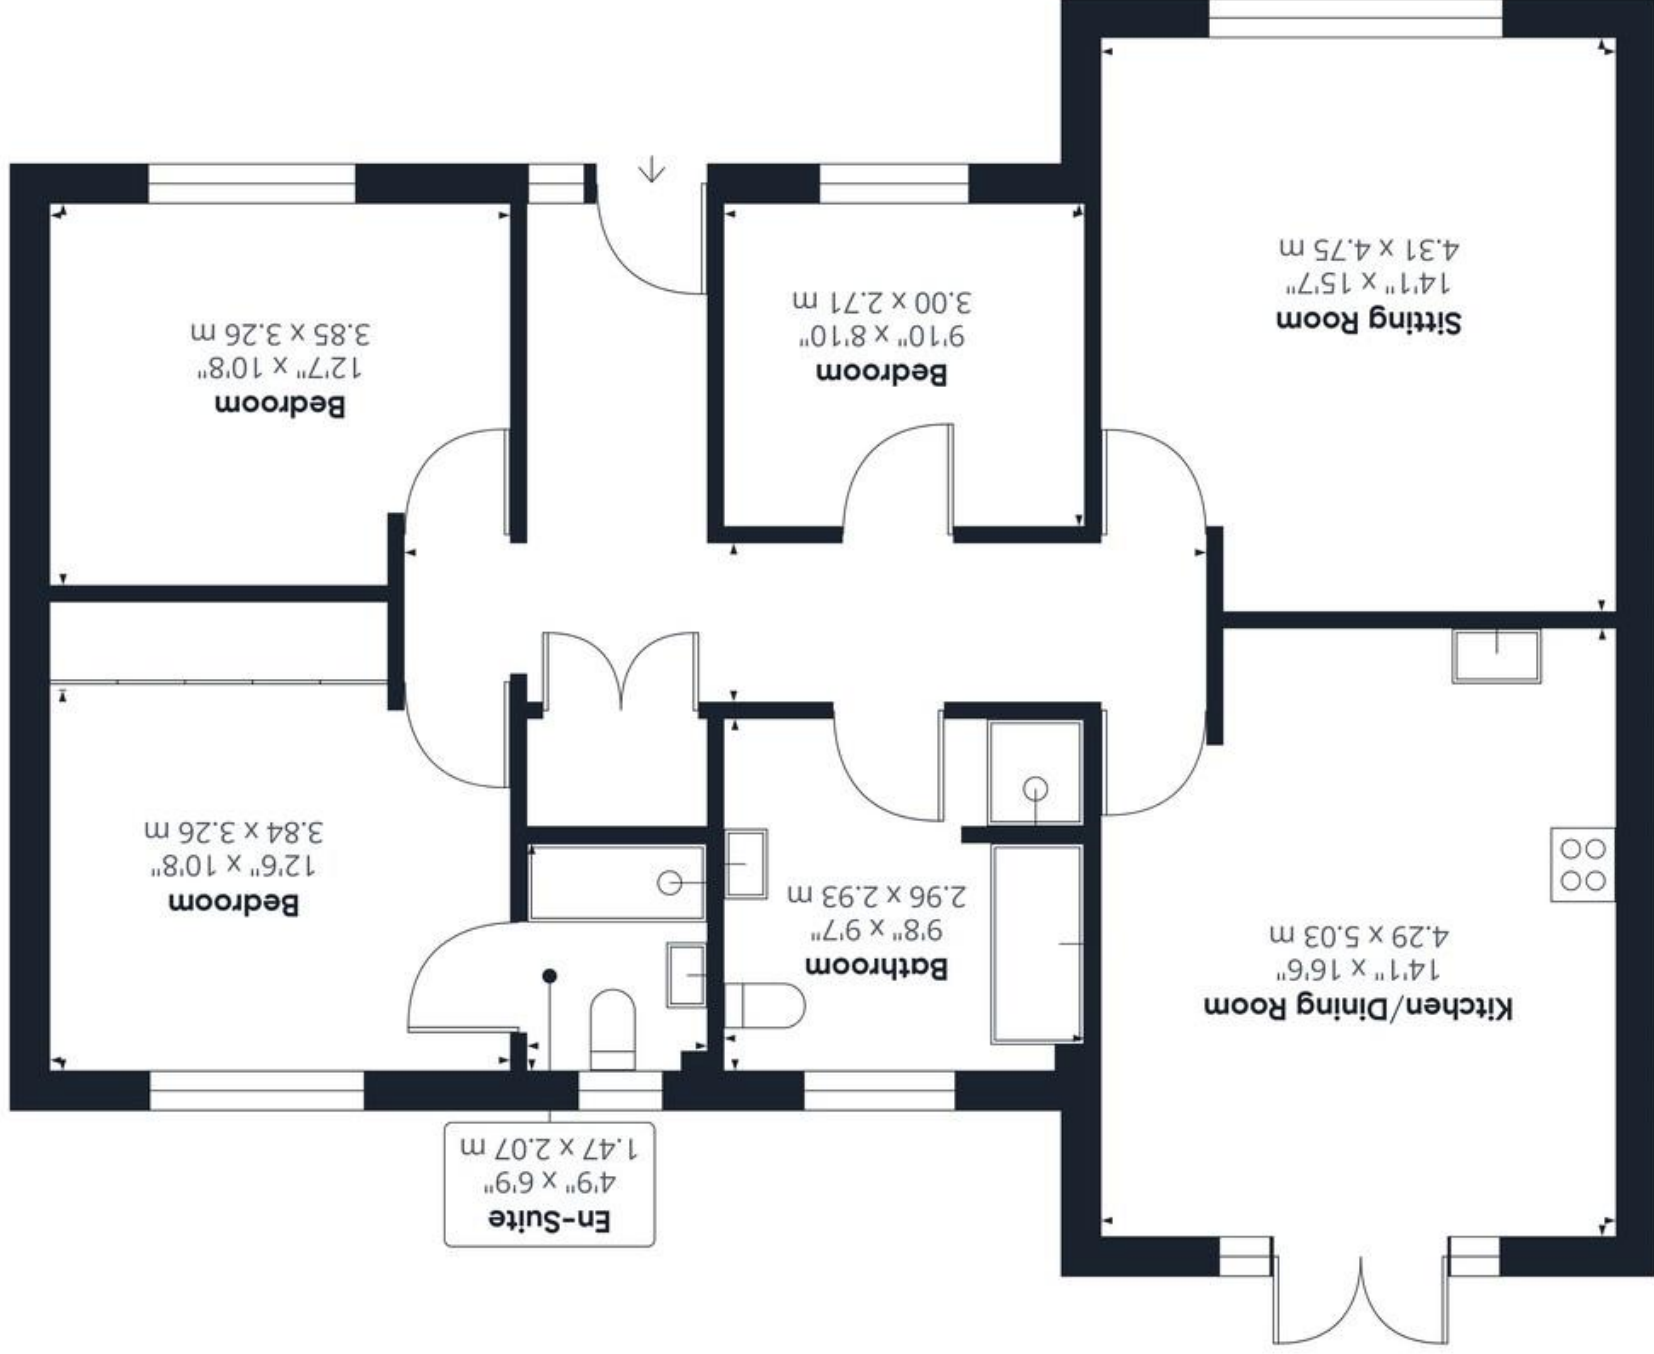 En-Suite
4'9" x 6'9"
1.47 x 2.07 m
Kitchen/Dining Room
14'1" x 16'6"
4.29 x 5.03 m
Bathroom
9'8" x 9'7"
2.96 x 2.93 m
Bedroom
12'6" x 10'8"
3.84 x 3.26 m
Bedroom
12'7" x 10'8"
3.85 x 3.26 m
Bedroom
9'10" x 8'10"
3.00 x 2.71 m
Sitting Room
14'1" x 15'7"
4.31 x 4.75 m